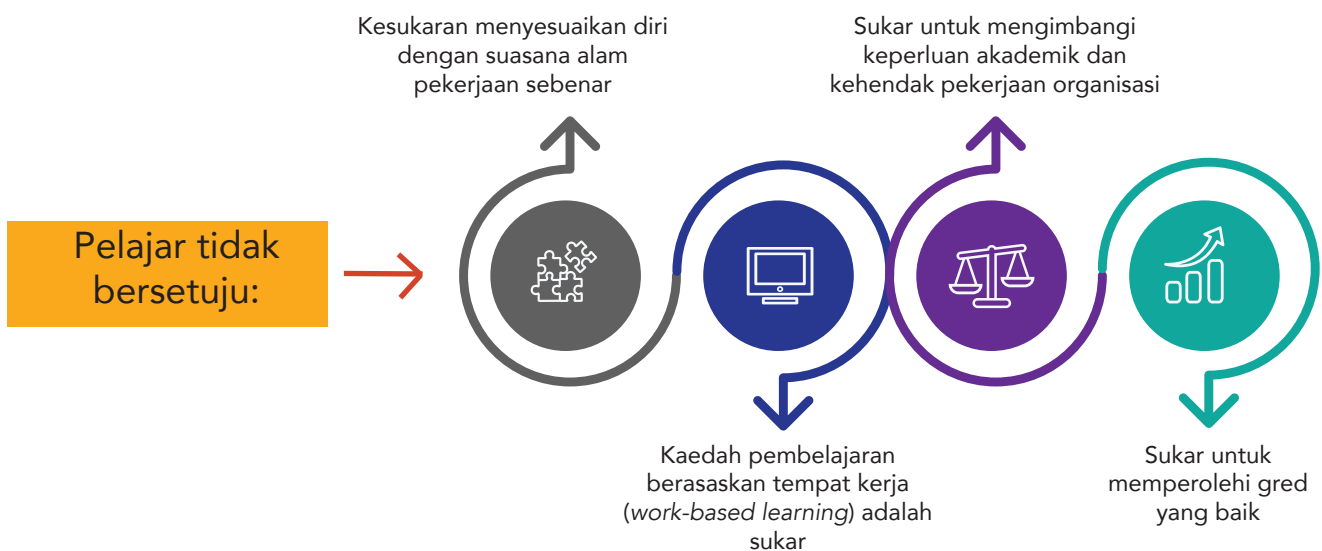 Pelajar tidak
bersetuju:
Kesukaran menyesuaikan diri
dengan suasana alam
pekerjaan sebenar
Kaedah pembelajaran
berasaskan tempat kerja
(work-based learning) adalah
sukar
Sukar untuk mengimbangi
keperluan akademik dan
kehendak pekerjaan organisasi
Sukar untuk
memperolehi gred
yang baik